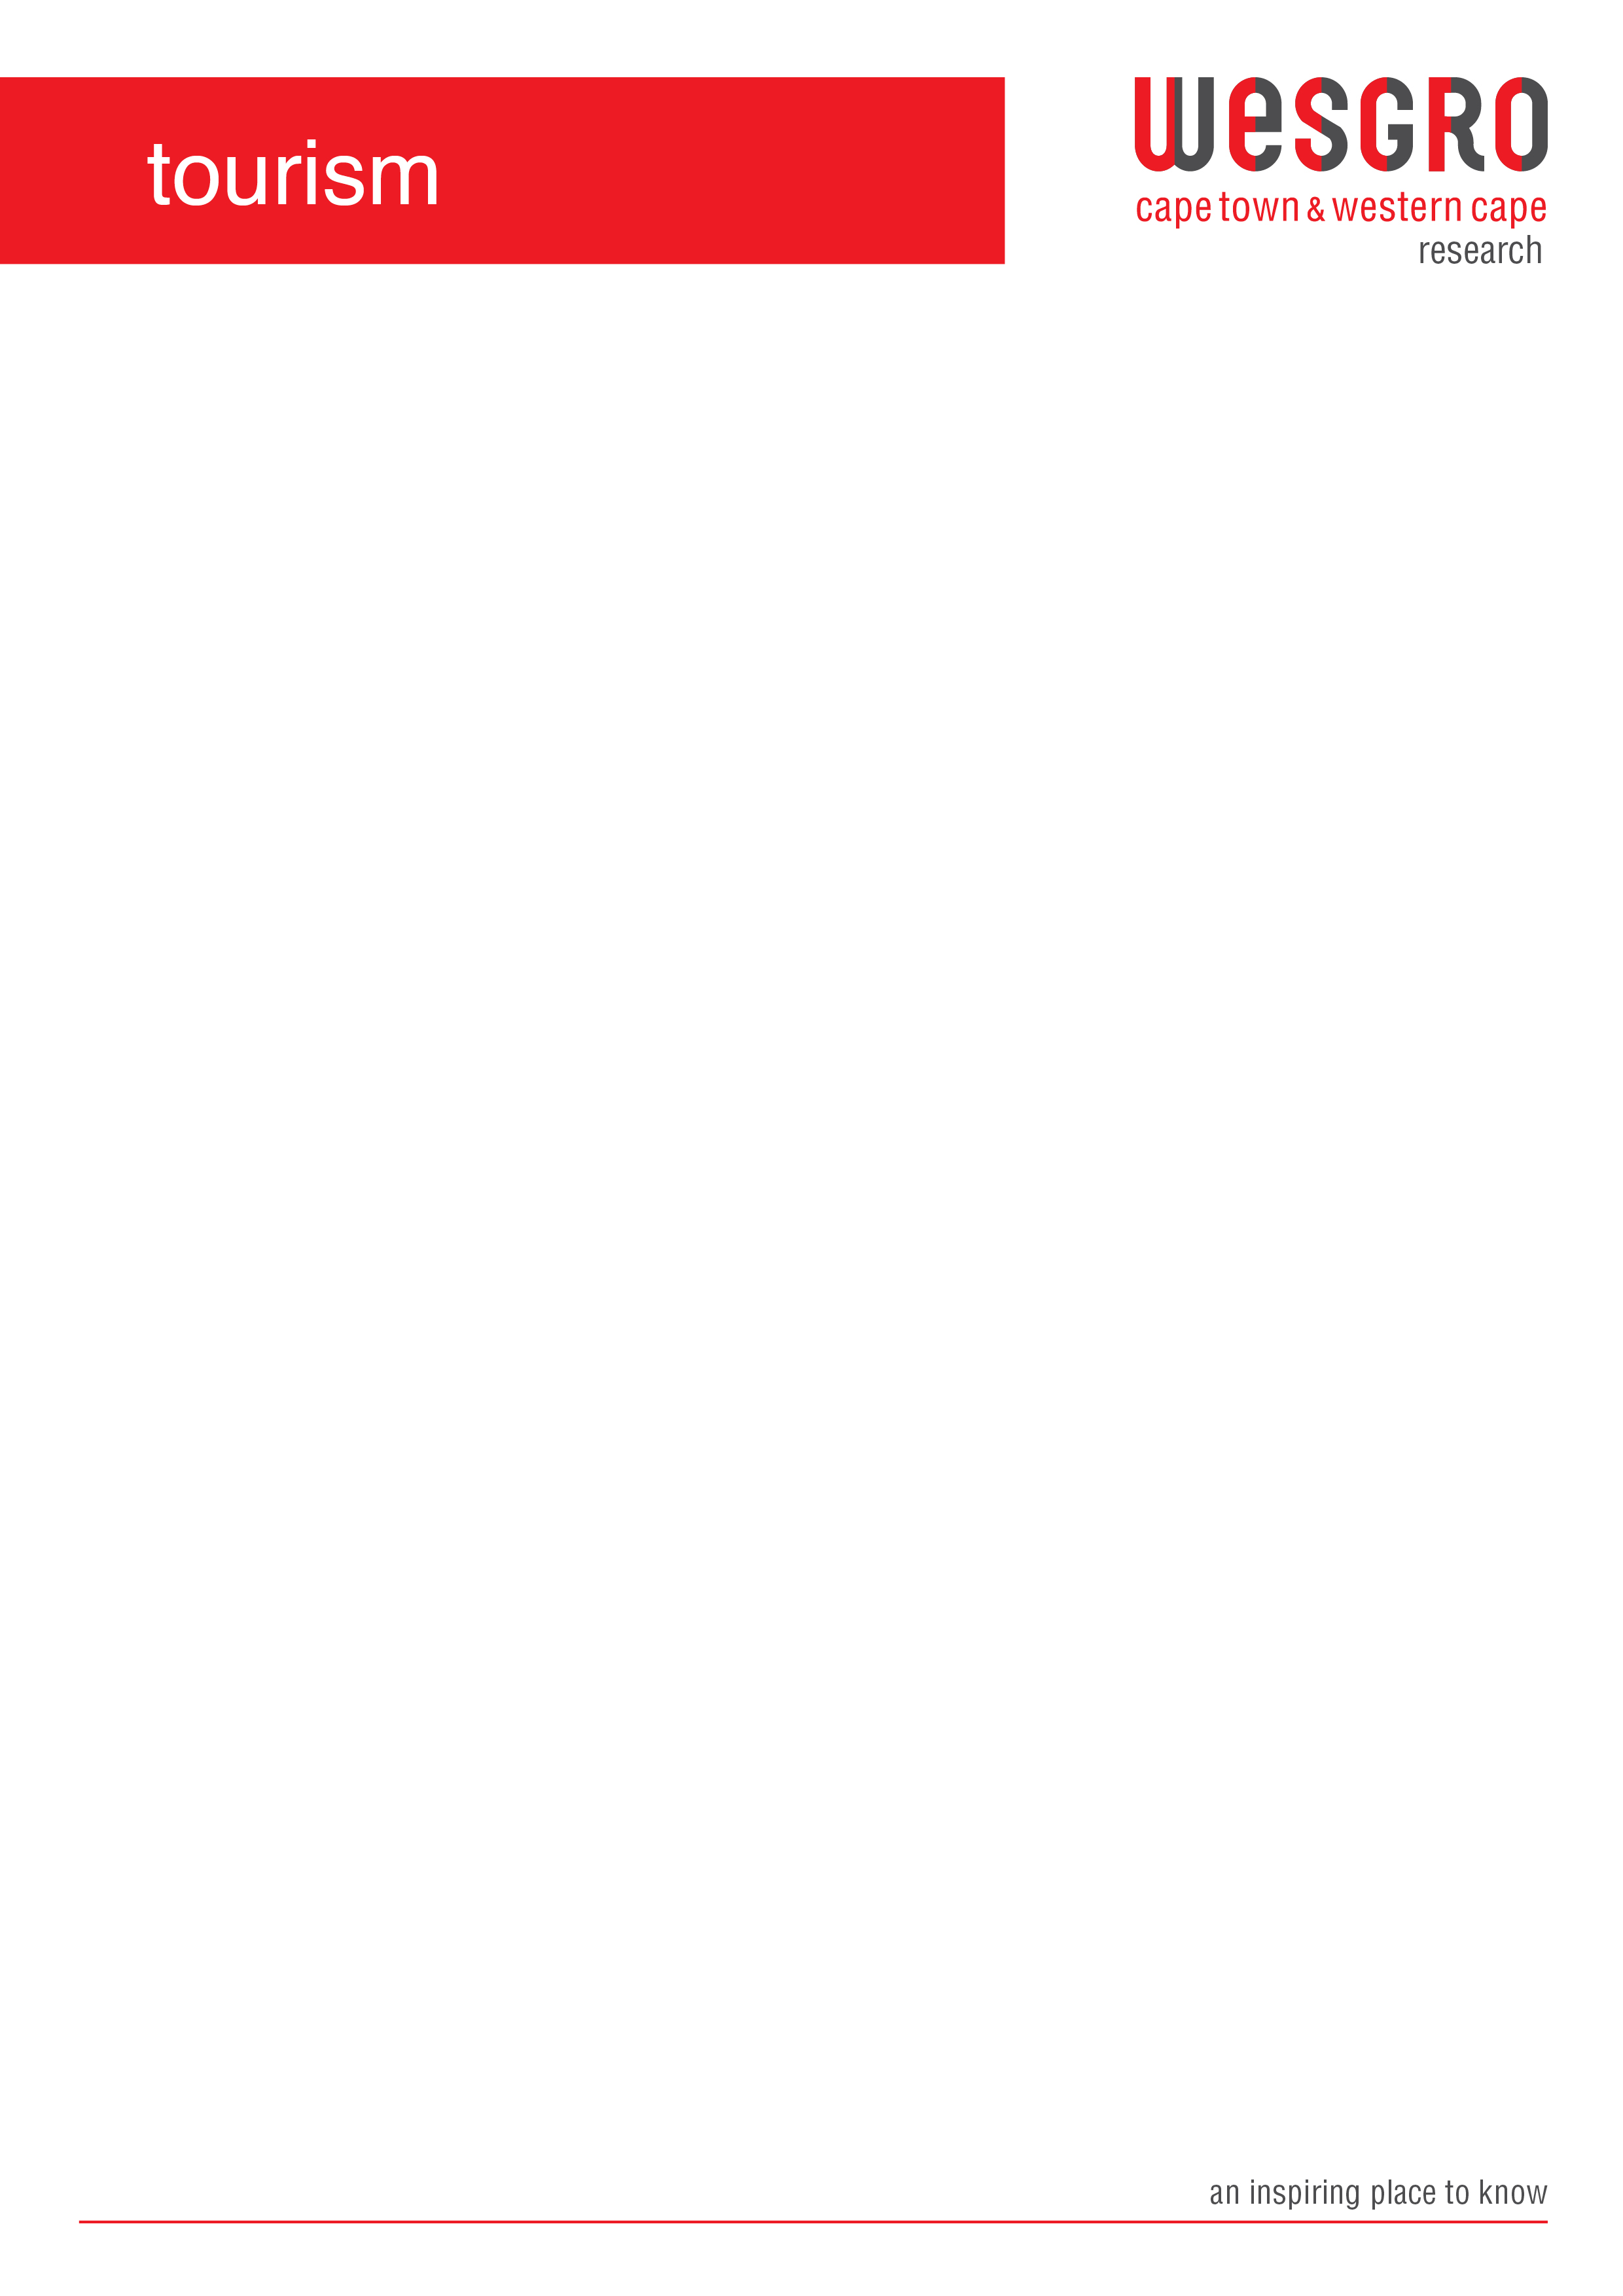 tourism
wesGRO
cape town & western cape
research
an inspiring place to know